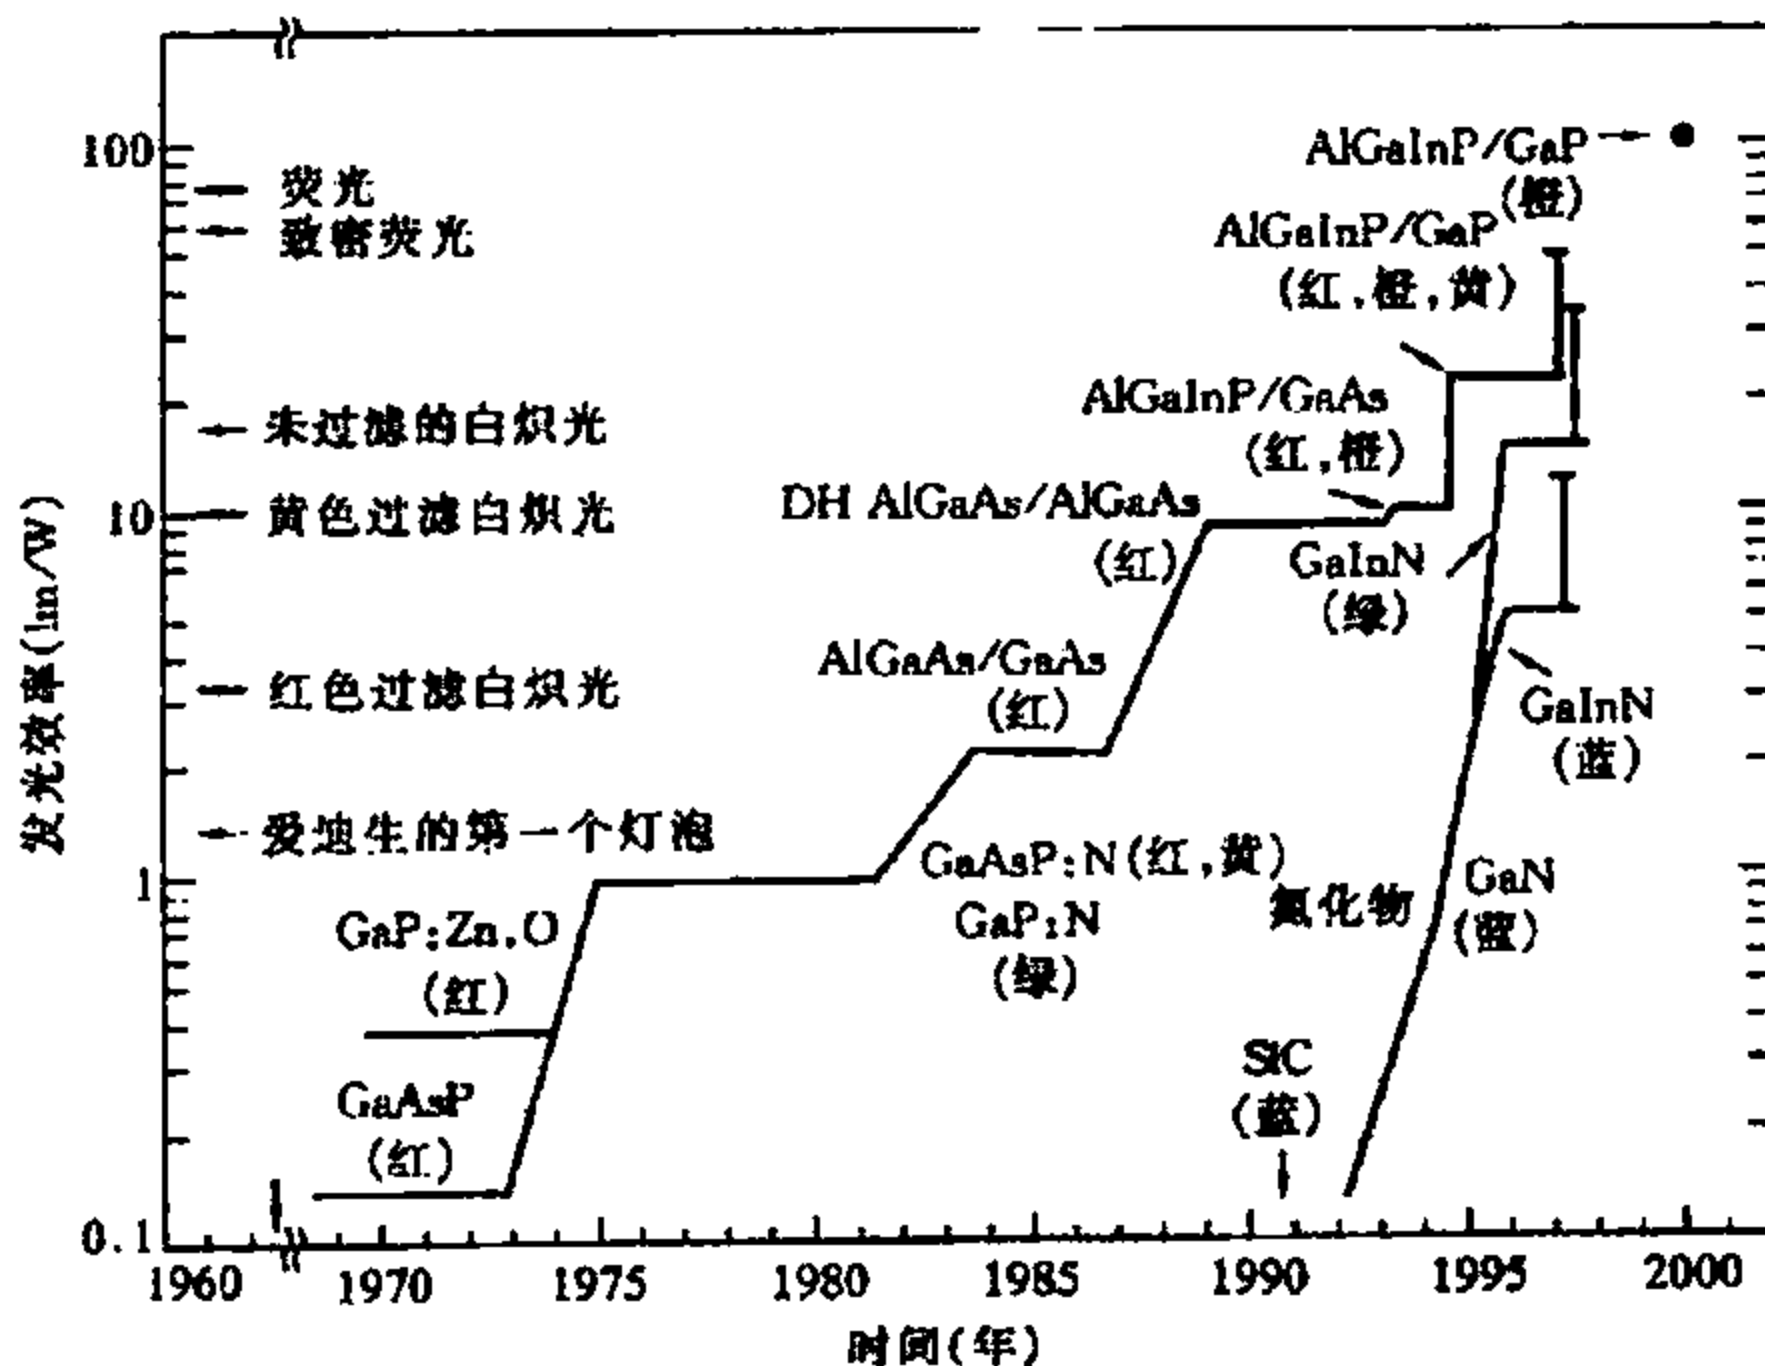 发光效率(lm/W)
100
10
1
0.1
荧光
致密荧光
未过滤的白炽光
黄色过滤白炽光
红色过滤白炽光
爱迪生的第一个灯泡
AlGaInP/GaP
(橙)
AlGaInP/GaP
(红,橙,黄)
AlGaInP/GaAs
(红,橙)
DH AlGaAs/AlGaAs
(红)
GaInN
(绿)
AlGaAs/GaAs
(红)
GaInN
(蓝)
GaAsP:N(红,黄)
GaP:N
(绿)
氮化物
GaN
(蓝)
GaP:Zn,O
(红)
GaAsP
(红)
SiC
(蓝)
1960 1970 1975 1980 1985 1990 1995 2000
时间(年)